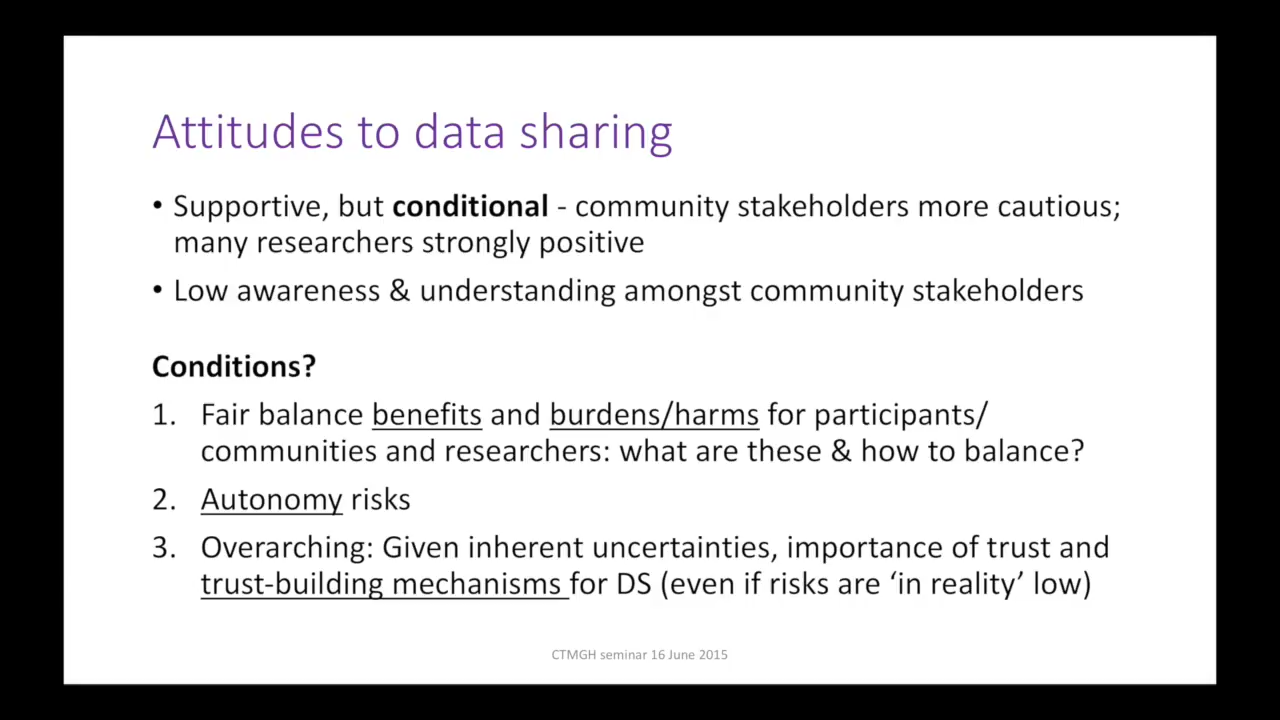 Attitudes to data sharing
• Supportive, but conditional - community stakeholders more cautious;
many researchers strongly positive
• Low awareness & understanding amongst community stakeholders
Conditions?
1. Fair balance benefits and burdens/harms for participants/
communities and researchers: what are these & how to balance?
2. Autonomy risks
3. Overarching: Given inherent uncertainties, importance of trust and
trust-building mechanisms for DS (even if risks are ‘in reality’ low)
CTMGH seminar 16 June 2015